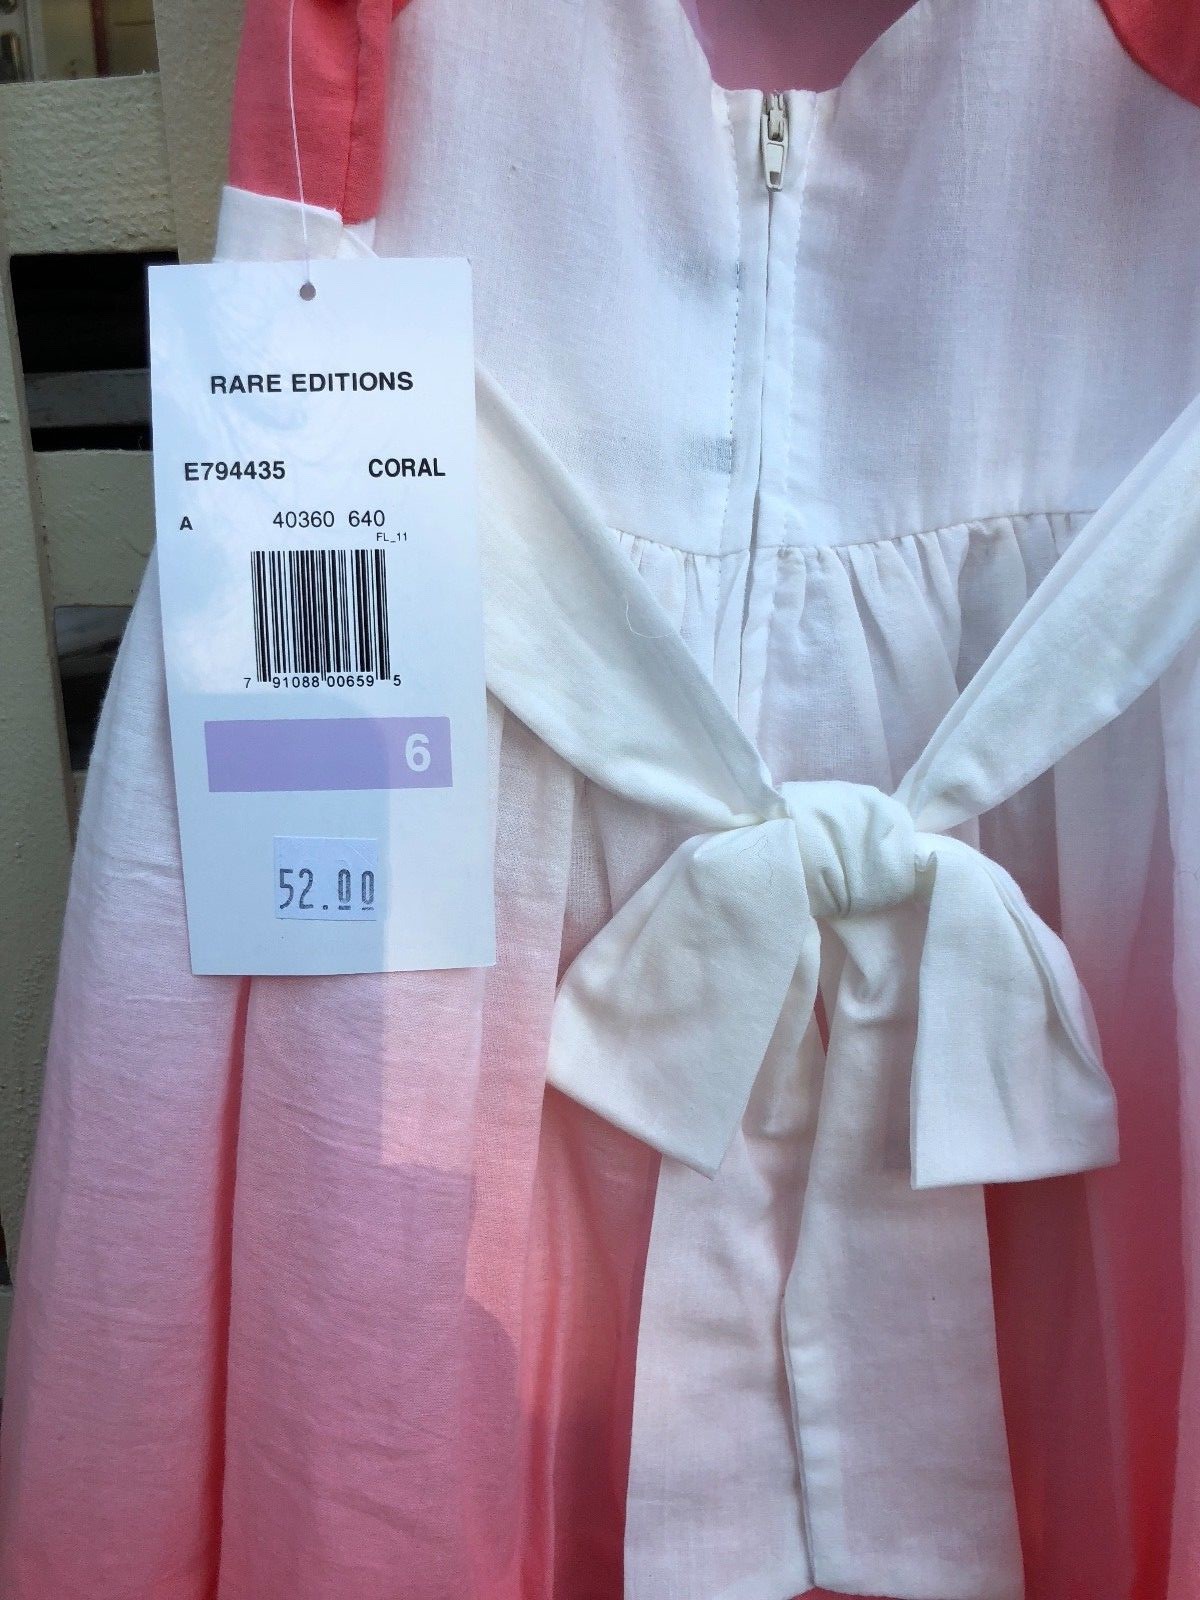 RARE EDITIONS
E794435 CORAL
A 40360 640
FL_11
7 91088 00659 5
6
52.00